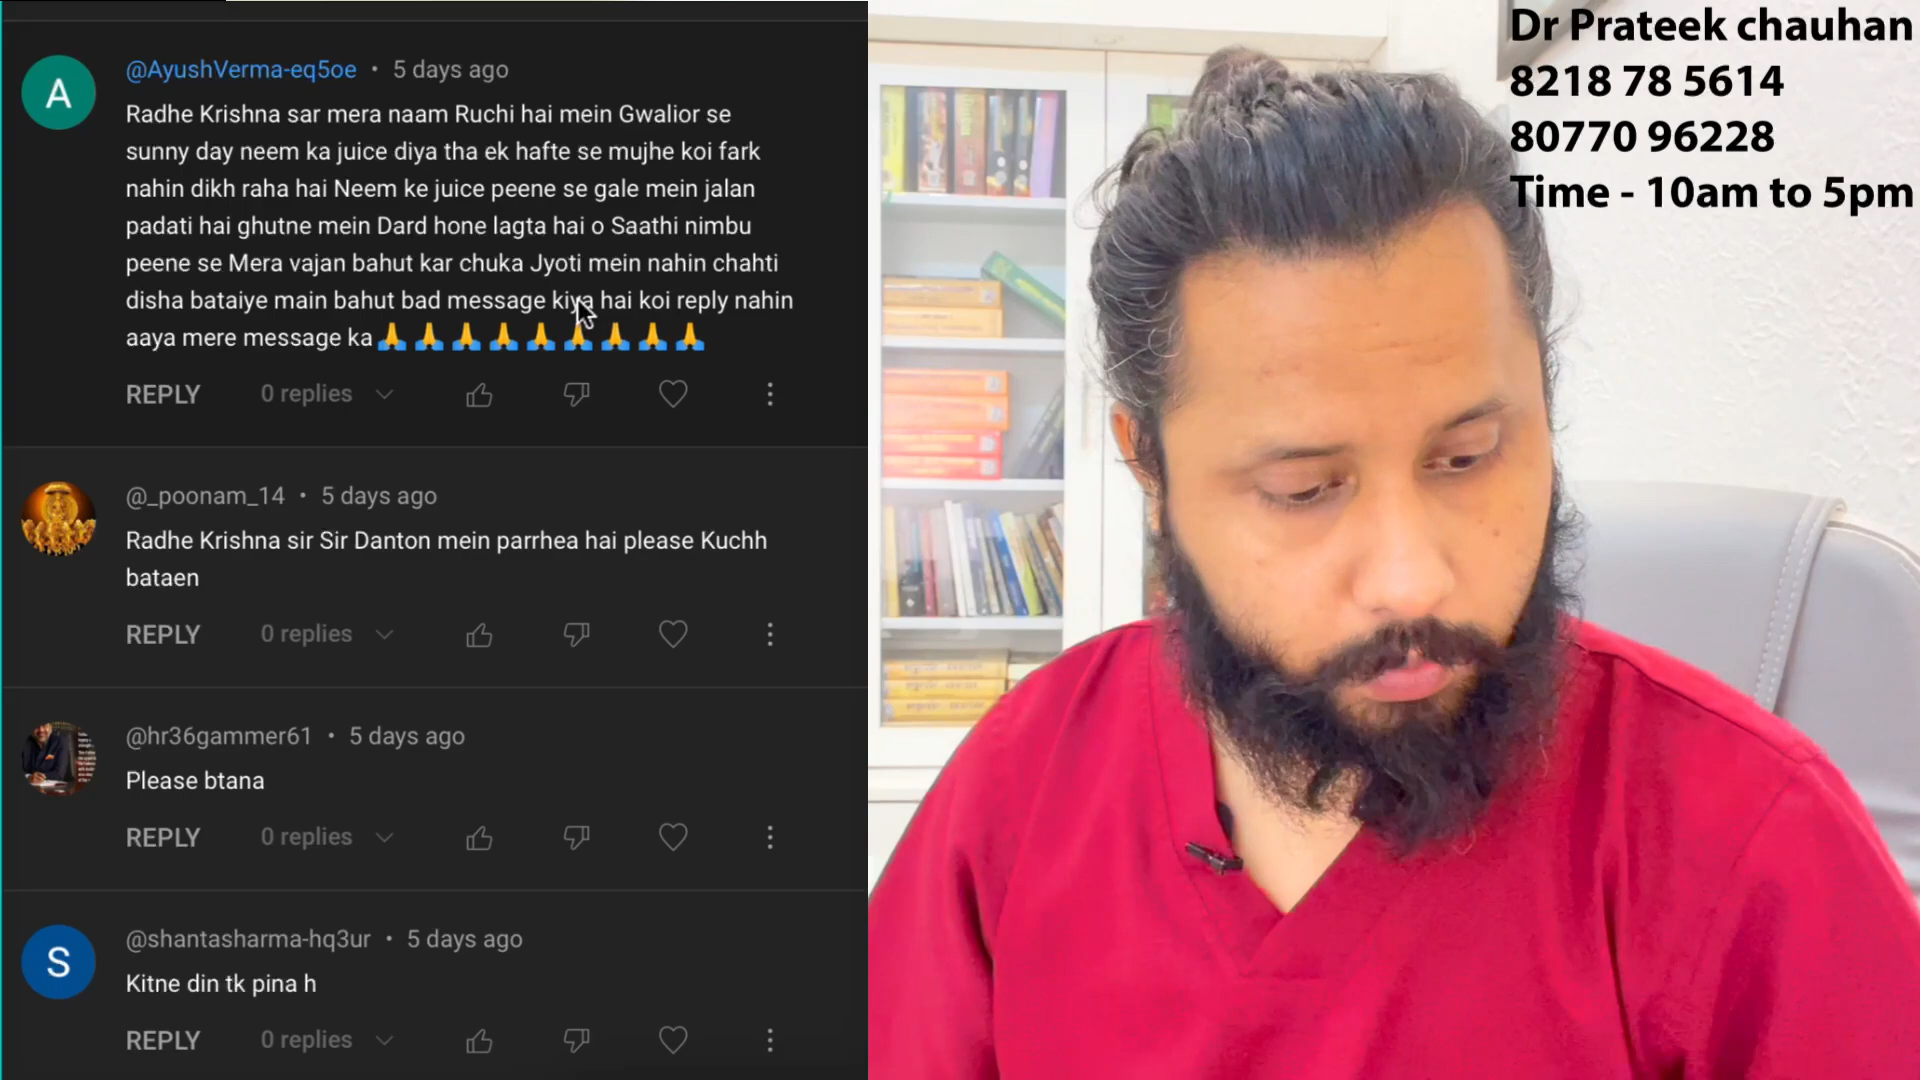 @AyushVerma-eq5oe • 5 days ago
Radhe Krishna sar mera naam Ruchi hai mein Gwalior se
sunny day neem ka juice diya tha ek hafte se mujhe koi fark
nahin dikh raha hai Neem ke juice peene se gale mein jalan
padati hai ghutne mein Dard hone lagta hai o Saathi nimbu
peene se Mera vajan bahut kar chuka Jyoti mein nahin chahti
disha bataiye main bahut bad message kiya hai koi reply nahin
aaya mere message ka🙏🙏🙏🙏🙏🙏🙏🙏🙏
REPLY 0 replies
@_poonam_14 • 5 days ago
Radhe Krishna sir Sir Danton mein parrhea hai please Kuchh
bataen
REPLY 0 replies
@hr36gammer61 • 5 days ago
Please btana
REPLY 0 replies
@shantasharma-hq3ur • 5 days ago
Kitne din tk pina h
REPLY 0 replies
A
S
Dr Prateek chauhan
8218 78 5614
80770 96228
Time - 10am to 5pm